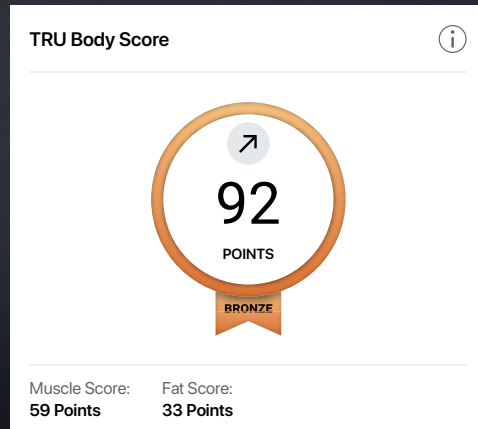 TRU Body Score
92
POINTS
BRONZE
Muscle Score: Fat Score:
59 Points 33 Points